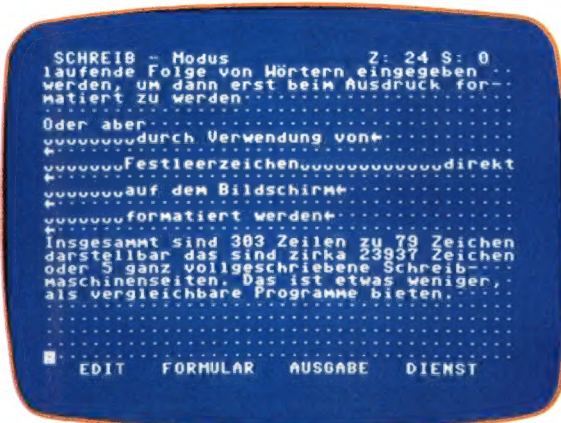 SCHREIB - Modus Z: 24 S: 0
laufende Folge von Wörtern eingegeben
werden, um dann erst beim Ausdruck for-
matiert zu werden
Oder aber
durch Verwendung von←
←
Festleerzeichen direkt
←
auf dem Bildschirm←
←
formatiert werden←
←
Insgesammt sind 303 Zeilen zu 79 Zeichen
darstellbar das sind zirka 23937 Zeichen
oder 5 ganz vollgeschriebene Schreib-
maschinenseiten. Das ist etwas weniger,
als vergleichbare Programme bieten.
EDIT FORMULAR AUSGABE DIENST